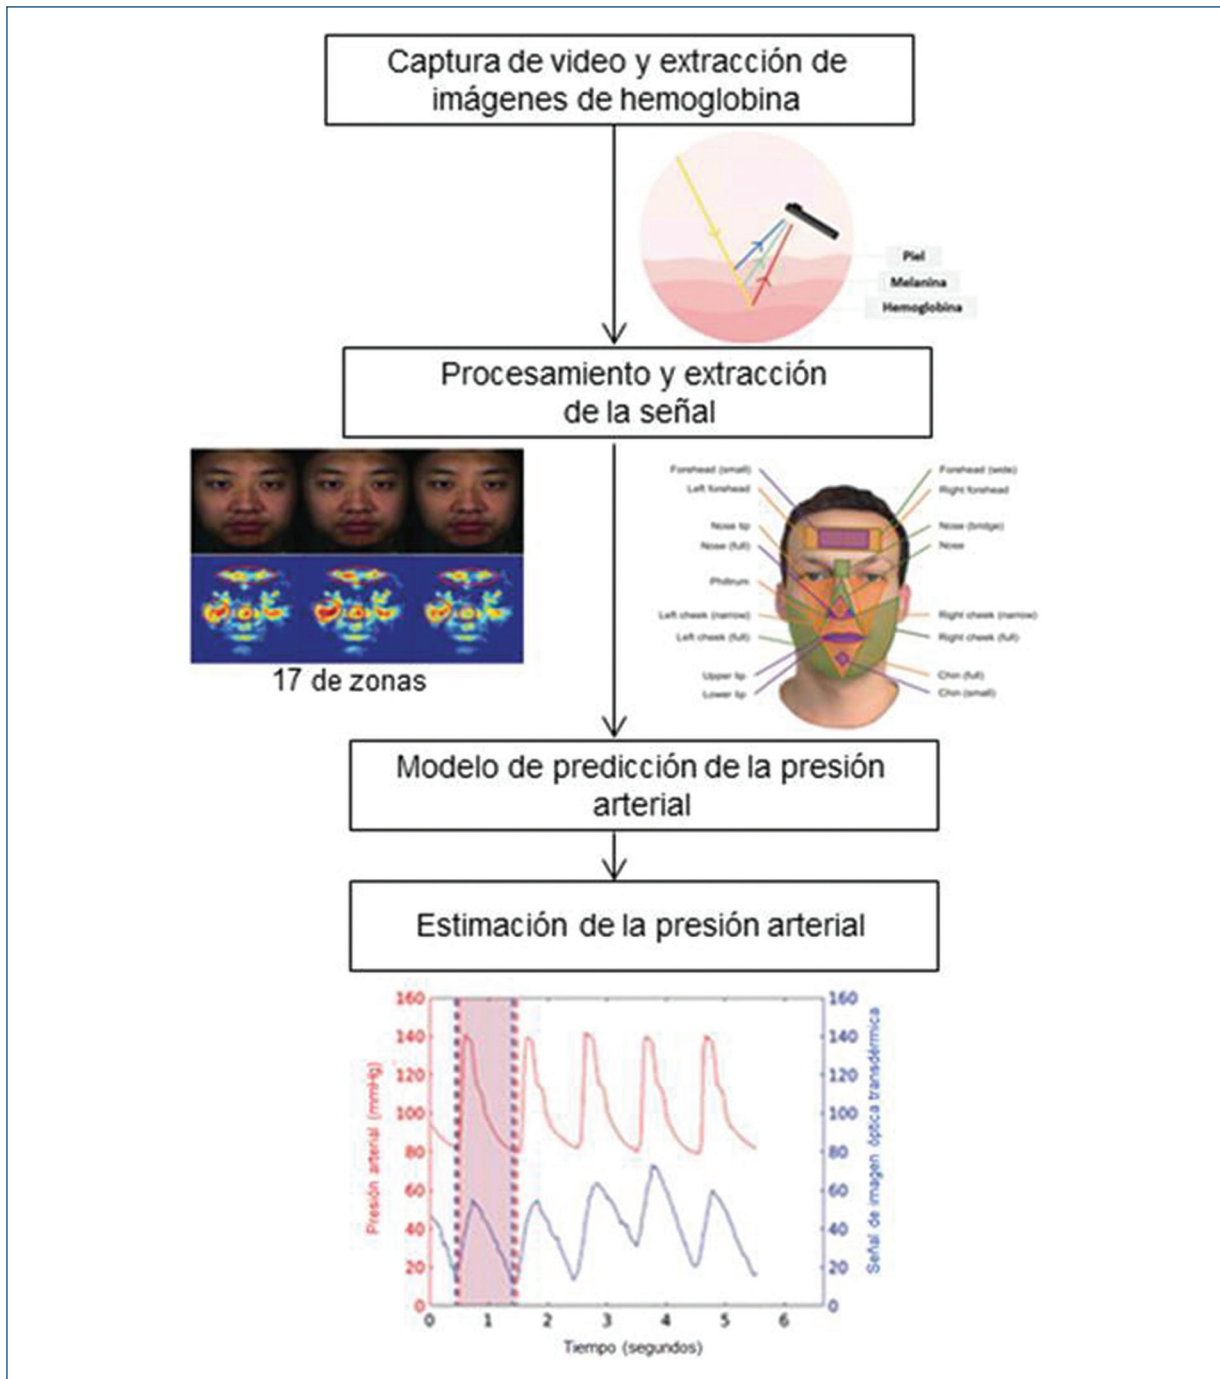 Captura de video y extracción de
imágenes de hemoglobina
Piel
Melanina
Hemoglobina
Procesamiento y extracción
de la señal
17 de zonas
Forehead (small)
Left forehead
Nose tip
Nose (full)
Philtrum
Left cheek (narrow)
Left cheek (full)
Upper lip
Lower lip
Forehead (wide)
Right forehead
Nose (bridge)
Nose
Right cheek (narrow)
Right cheek (full)
Chin (full)
Chin (small)
Modelo de predicción de la presión
arterial
Estimación de la presión arterial
Presión arterial (mmHg)
160
140
120
100
80
60
40
20
0
160
140
120
100
80
60
40
20
0
Señal de imagen óptica transdérmica
0 1 2 3 4 5 6
Tiempo (segundos)